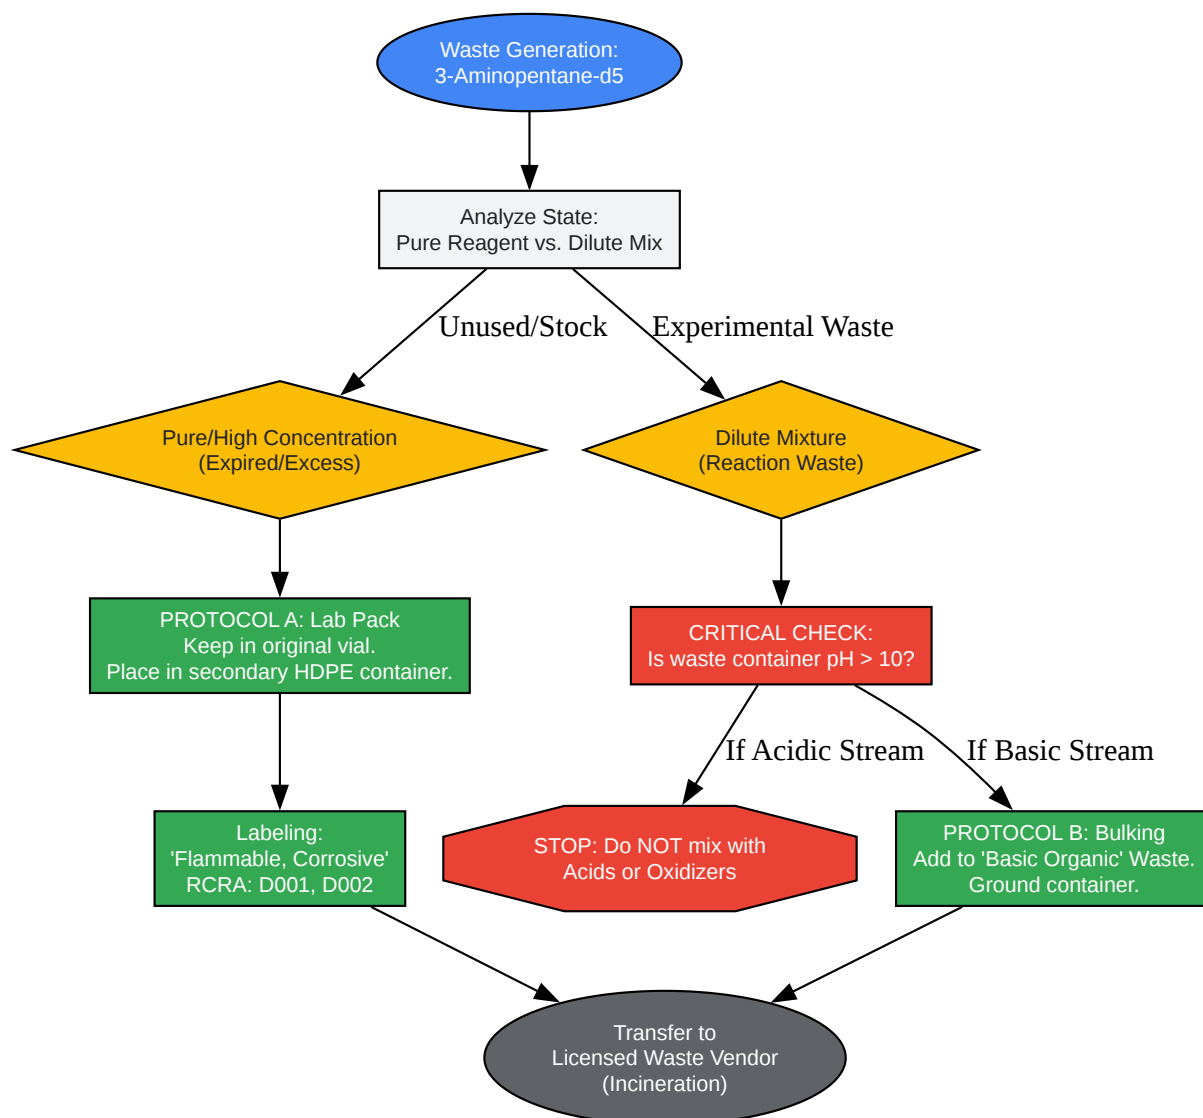 Waste Generation:
3-Aminopentane-d5
Analyze State:
Pure Reagent vs. Dilute Mix
Unused/Stock
Experimental Waste
Pure/High Concentration
(Expired/Excess)
Dilute Mixture
(Reaction Waste)
PROTOCOL A: Lab Pack
Keep in original vial.
Place in secondary HDPE container.
CRITICAL CHECK:
Is waste container pH > 10?
If Acidic Stream
If Basic Stream
Labeling:
'Flammable, Corrosive'
RCRA: D001, D002
STOP: Do NOT mix with
Acids or Oxidizers
PROTOCOL B: Bulking
Add to 'Basic Organic' Waste.
Ground container.
Transfer to
Licensed Waste Vendor
(Incineration)